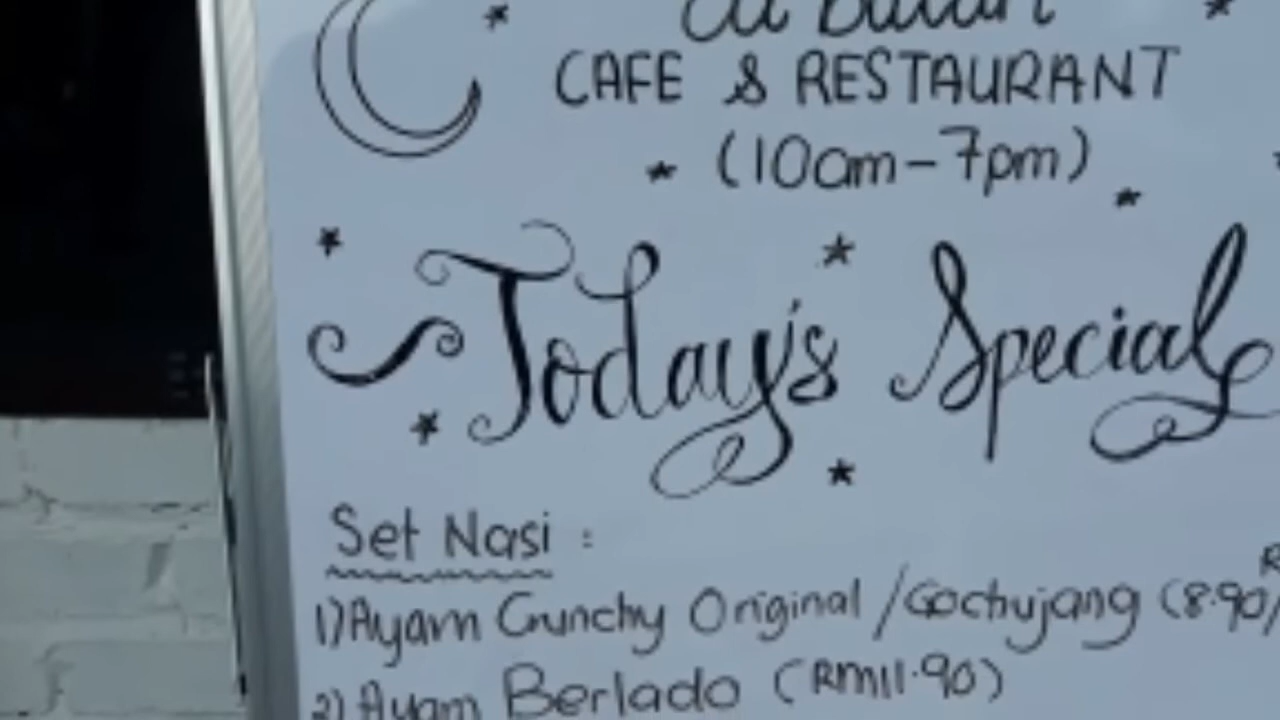 CAFE & RESTAURANT
(10am-7pm)
Today's Special
Set Nasi :
1) Ayam Crunchy Original / Gochujang (8.90/
2) Ayam Berlado (RM11.90)